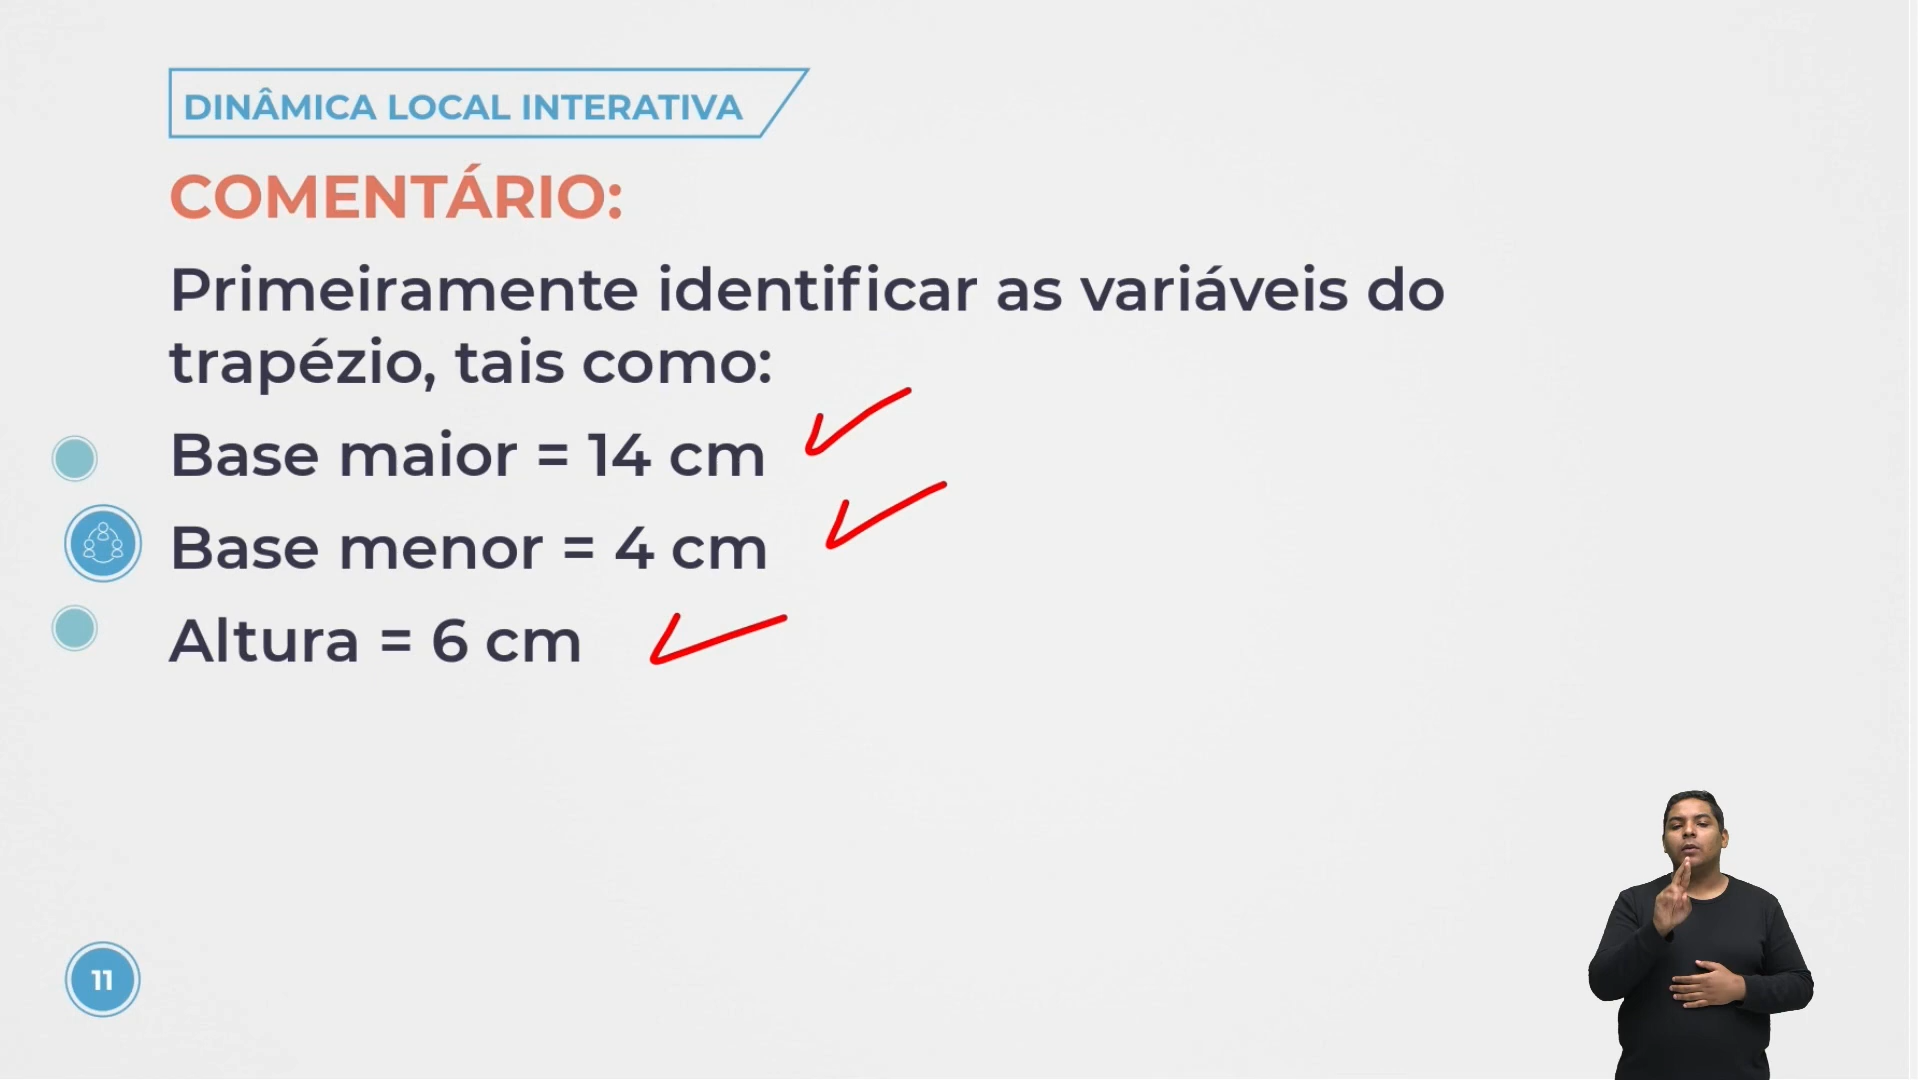 DINÂMICA LOCAL INTERATIVA
COMENTÁRIO:
Primeiramente identificar as variáveis do
trapézio, tais como:
Base maior = 14 cm
Base menor = 4 cm
Altura = 6 cm
11